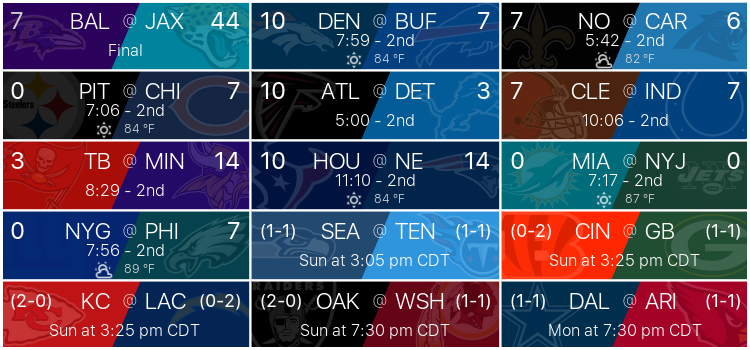 7 BAL @ JAX 44
Final
10 DEN @ BUF 7
7:59 - 2nd
84 °F
7 NO @ CAR 6
5:42 - 2nd
82 °F
0 PIT @ CHI 7
7:06 - 2nd
84 °F
Steelers
10 ATL @ DET 3
5:00 - 2nd
7 CLE @ IND 7
10:06 - 2nd
3 TB @ MIN 14
8:29 - 2nd
10 HOU @ NE 14
11:10 - 2nd
84 °F
0 MIA @ NYJ 0
7:17 - 2nd
87 °F
JETS
0 NYG @ PHI 7
7:56 - 2nd
89 °F
(1-1) SEA @ TEN (1-1)
Sun at 3:05 pm CDT
(0-2) CIN @ GB (1-1)
Sun at 3:25 pm CDT
(2-0) KC @ LAC (0-2)
Sun at 3:25 pm CDT
RAIDERS
(2-0) OAK @ WSH (1-1)
Sun at 7:30 pm CDT
(1-1) DAL @ ARI (1-1)
Mon at 7:30 pm CDT